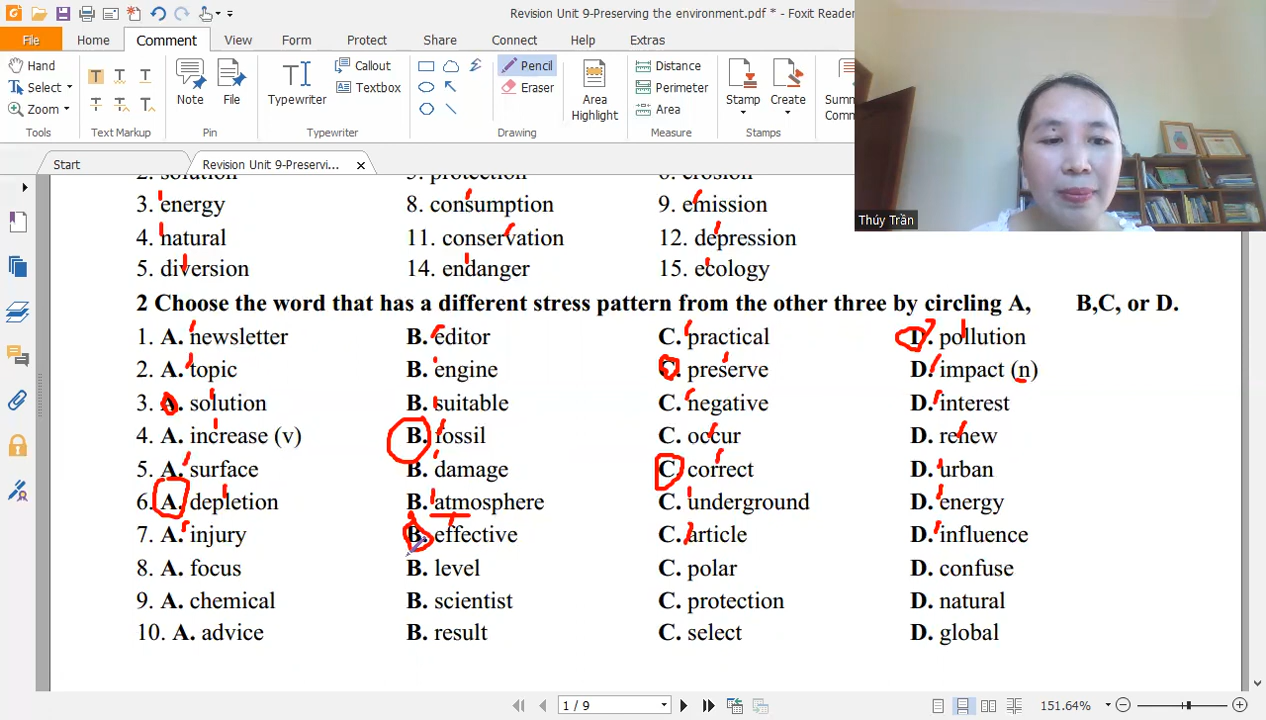 Revision Unit 9-Preserving the environment.pdf * - Foxit Reader
File Home Comment View Form Protect Share Connect Help Extras
Hand
Select
Zoom
Tools
Text Markup
Note
File
Pin
Typewriter
Callout
Textbox
Typewriter
Pencil
Eraser
Drawing
Area
Highlight
Distance
Perimeter
Area
Measure
Stamp
Create
Stamps
Start
Revision Unit 9-Preservi...
Thúy Trần
2. solution 5. protection 6. erosion
3. energy 8. consumption 9. emission
4. natural 11. conservation 12. depression
5. diversion 14. endanger 15. ecology
2 Choose the word that has a different stress pattern from the other three by circling A, B,C, or D.
1. A. newsletter B. editor C. practical D. pollution
2. A. topic B. engine C. preserve D. impact (n)
3. A. solution B. suitable C. negative D. interest
4. A. increase (v) B. fossil C. occur D. renew
5. A. surface B. damage C. correct D. urban
6. A. depletion B. atmosphere C. underground D. energy
7. A. injury B. effective C. article D. influence
8. A. focus B. level C. polar D. confuse
9. A. chemical B. scientist C. protection D. natural
10. A. advice B. result C. select D. global
1 / 9
151.64%